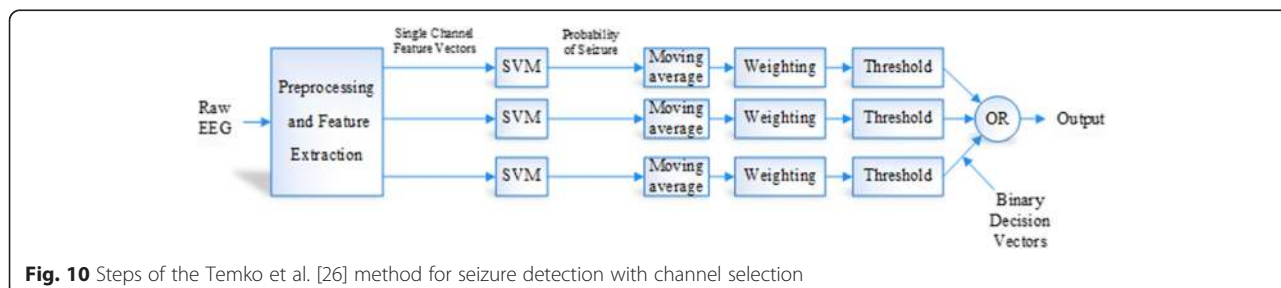 Single Channel
Feature Vectors
Probability
of Seizure
Raw
EEG
Preprocessing
and Feature
Extraction
SVM
Moving
average
Weighting
Threshold
SVM
Moving
average
Weighting
Threshold
OR
Output
SVM
Moving
average
Weighting
Threshold
Binary
Decision
Vectors
Fig. 10 Steps of the Temko et al. [26] method for seizure detection with channel selection